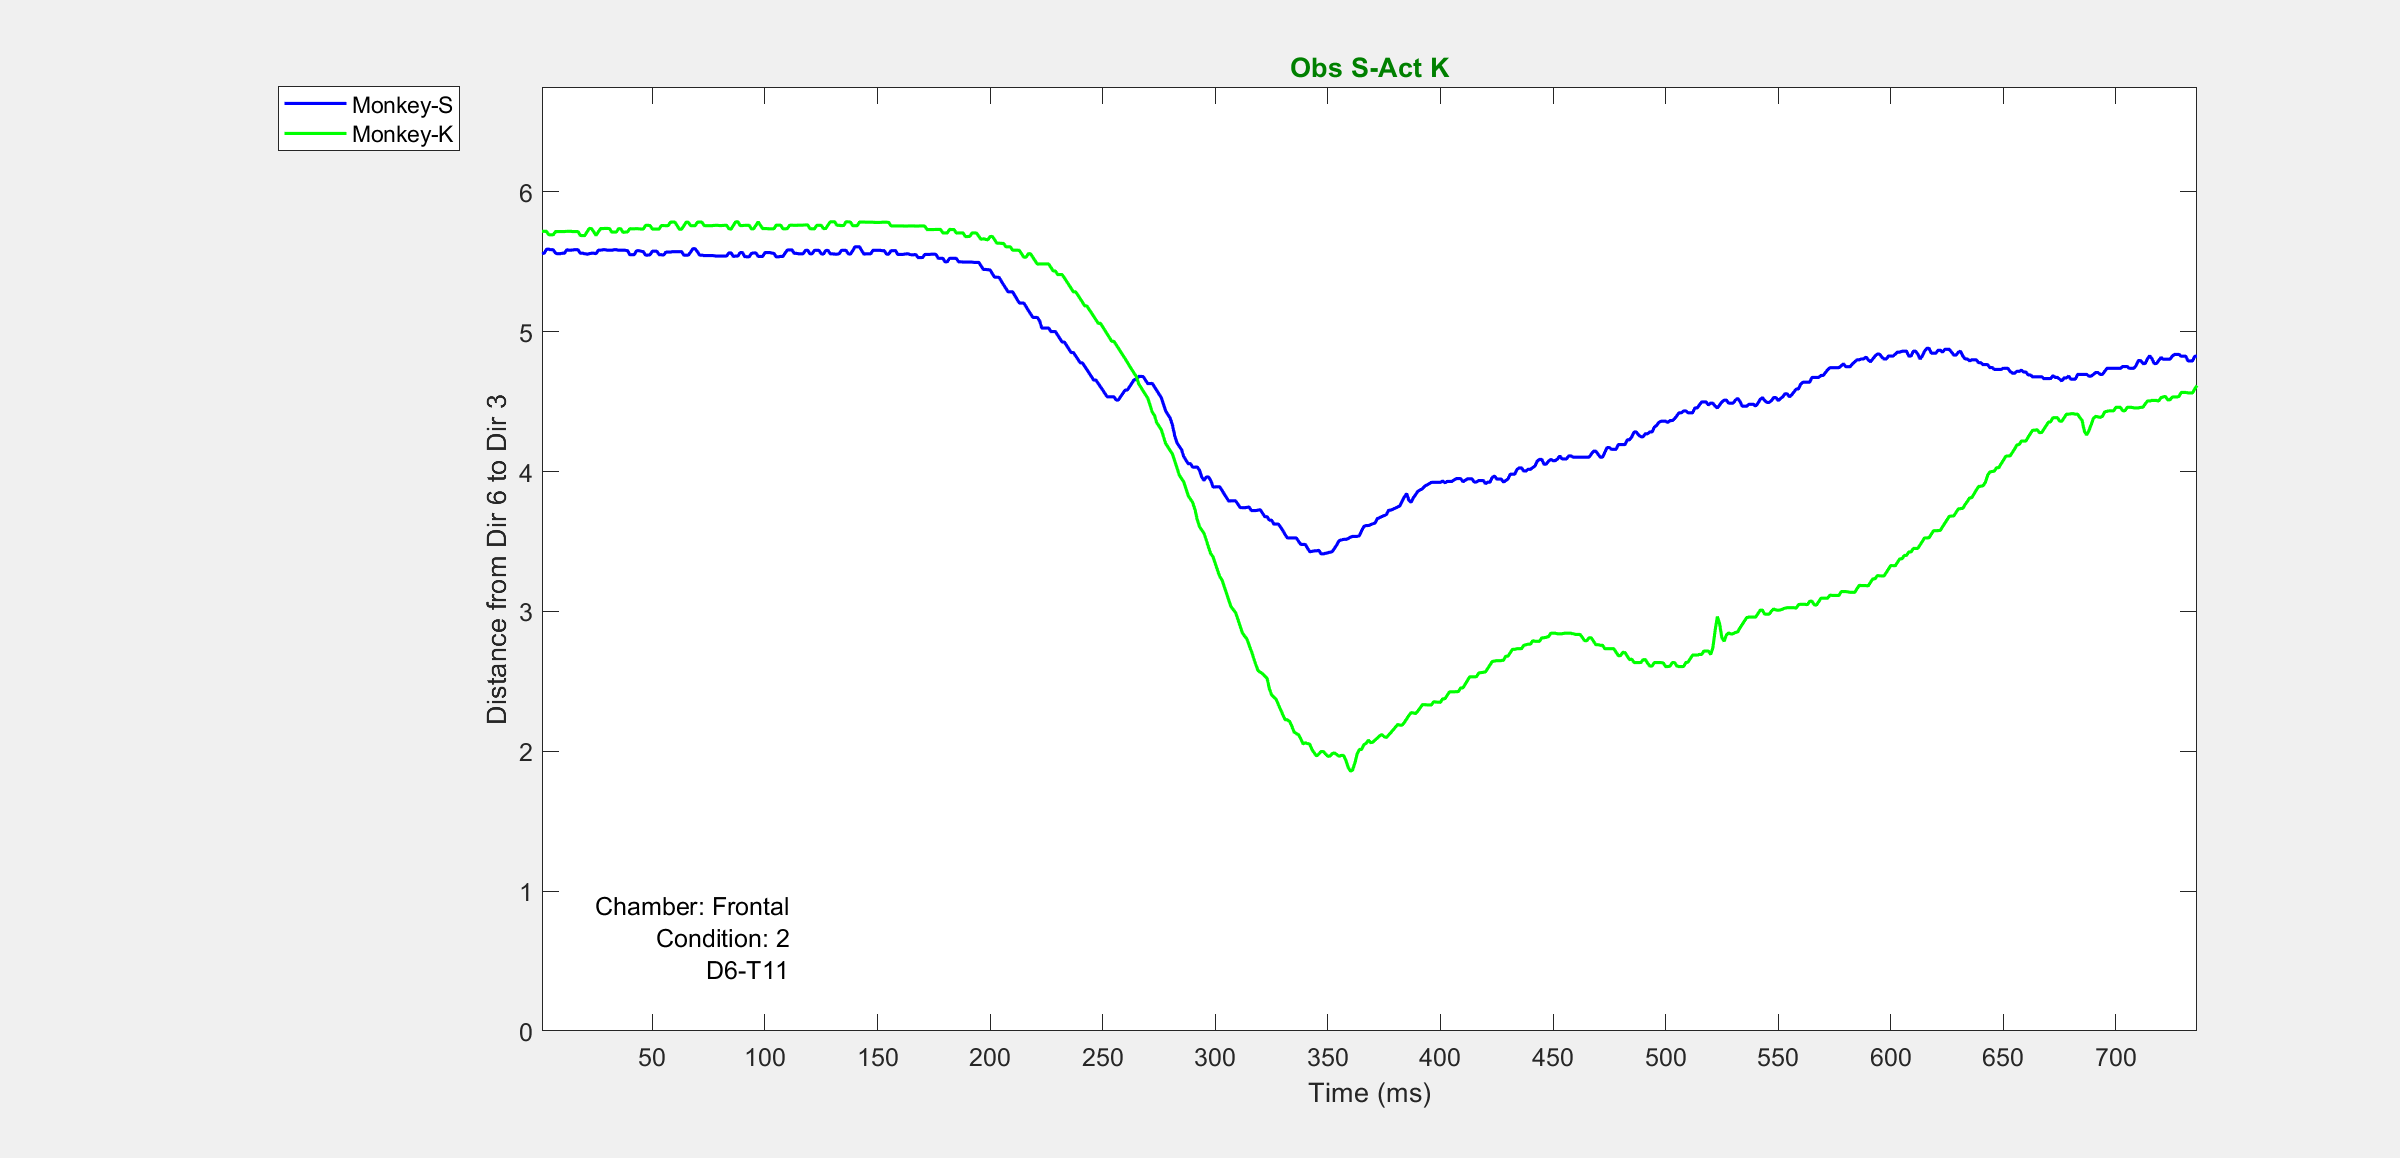 Obs S-Act K
Monkey-S
Monkey-K
6
5
4
3
2
1
0
Distance from Dir 6 to Dir 3
Chamber: Frontal
Condition: 2
D6-T11
50 100 150 200 250 300 350 400 450 500 550 600 650 700
Time (ms)